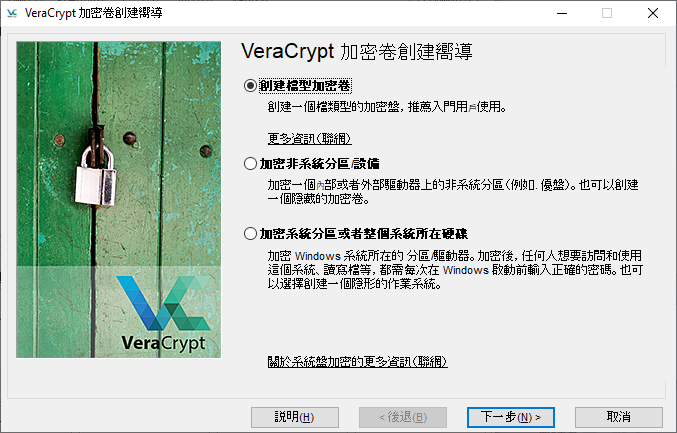 VeraCrypt 加密卷創建嚮導
VeraCrypt 加密卷創建嚮導
創建檔型加密卷
創建一個檔類型的加密盤，推薦入門用戶使用。
更多資訊(聯網)
加密非系統分區/設備
加密一個內部或者外部驅動器上的非系統分區(例如. 優盤)。也可以創建
一個隱藏的加密卷。
加密系統分區或者整個系統所在硬碟
加密 Windows 系統所在的 分區/驅動器。加密後，任何人想要訪問和使用
這個系統、讀寫檔等，都需每次在 Windows 啟動前輸入正確的密碼。也可
以選擇創建一個隱形的作業系統。
VeraCrypt
關於系統盤加密的更多資訊(聯網)
說明(H)
< 後退(B)
下一步(N) >
取消